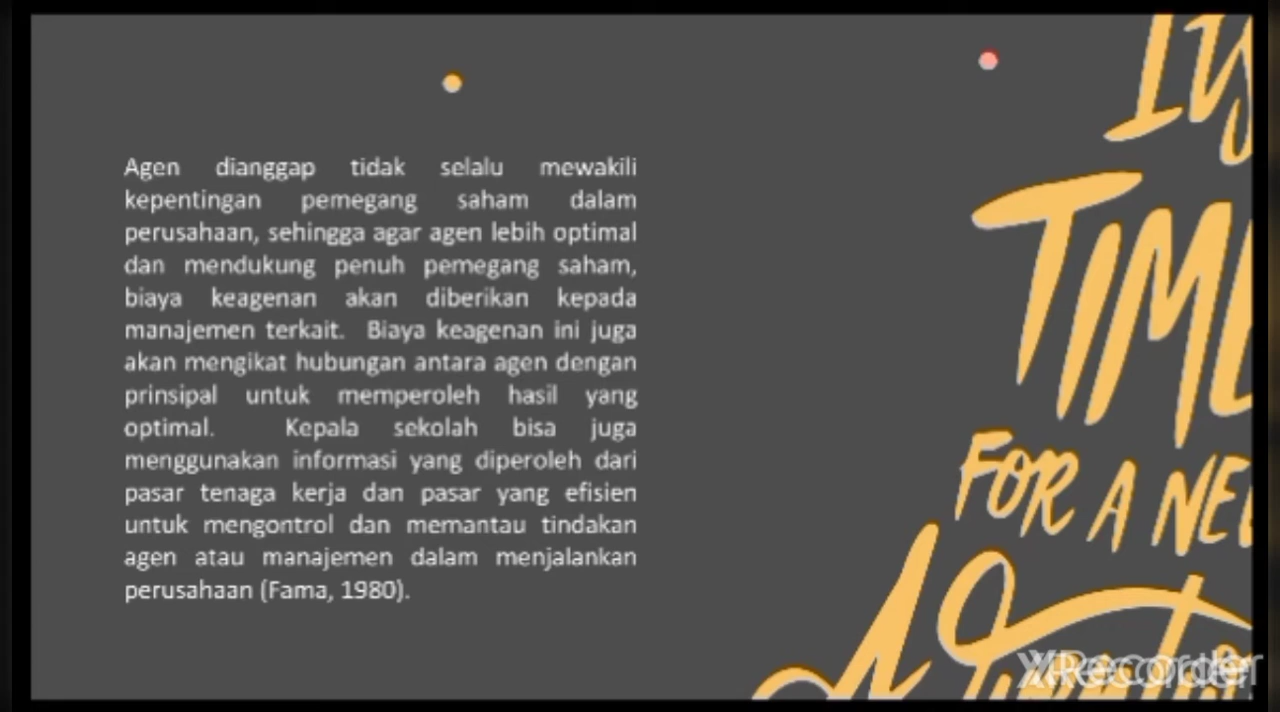 Agen dianggap tidak selalu mewakili
kepentingan pemegang saham dalam
perusahaan, sehingga agar agen lebih optimal
dan mendukung penuh pemegang saham,
biaya keagenan akan diberikan kepada
manajemen terkait. Biaya keagenan ini juga
akan mengikat hubungan antara agen dengan
prinsipal untuk memperoleh hasil yang
optimal. Kepala sekolah bisa juga
menggunakan informasi yang diperoleh dari
pasar tenaga kerja dan pasar yang efisien
untuk mengontrol dan memantau tindakan
agen atau manajemen dalam menjalankan
perusahaan (Fama, 1980).
TIME
FOR A NEW
XRecorder